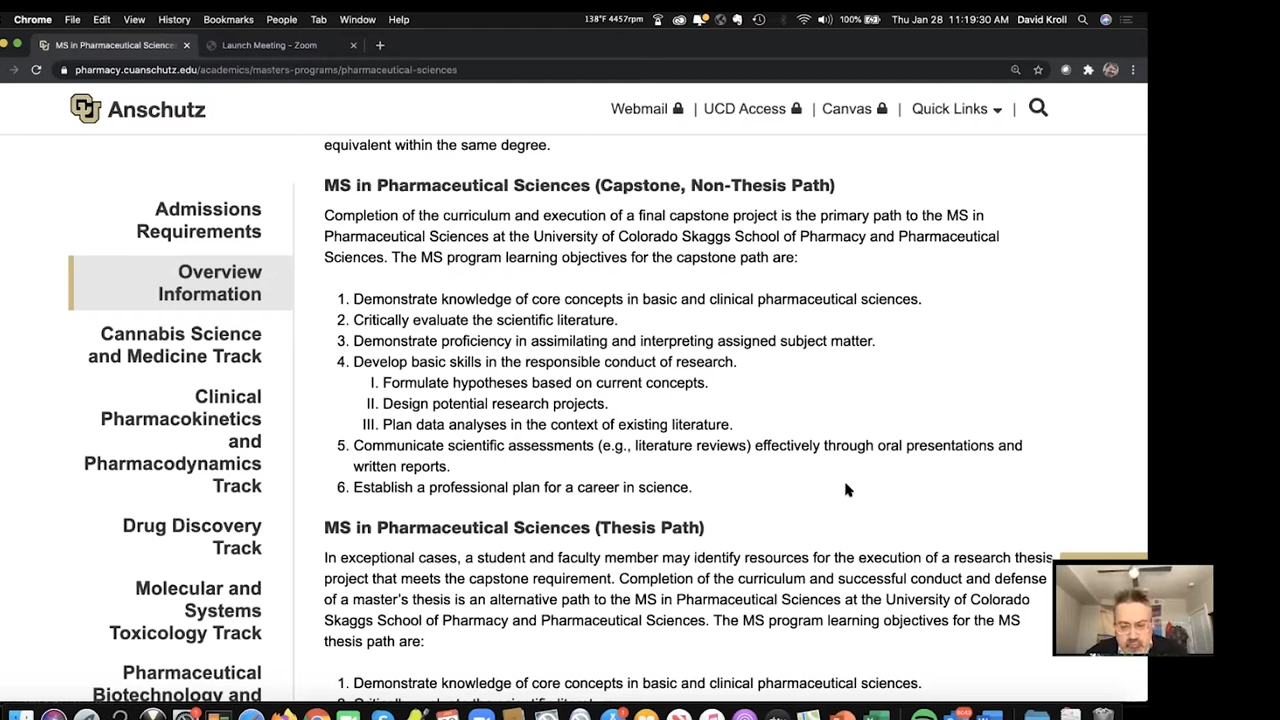 Chrome File Edit View History Bookmarks People Tab Window Help 138°F 4457rpm 100% Thu Jan 28 11:19:30 AM David Kroll
MS in Pharmaceutical Science Launch Meeting - Zoom
pharmacy.cuanschutz.edu/academics/masters-programs/pharmaceutical-sciences
Anschutz Webmail | UCD Access | Canvas | Quick Links |
equivalent within the same degree.
Admissions
Requirements
Overview
Information
Cannabis Science
and Medicine Track
Clinical
Pharmacokinetics
and
Pharmacodynamics
Track
Drug Discovery
Track
Molecular and
Systems
Toxicology Track
Pharmaceutical
Biotechnology and
MS in Pharmaceutical Sciences (Capstone, Non-Thesis Path)
Completion of the curriculum and execution of a final capstone project is the primary path to the MS in
Pharmaceutical Sciences at the University of Colorado Skaggs School of Pharmacy and Pharmaceutical
Sciences. The MS program learning objectives for the capstone path are:
1. Demonstrate knowledge of core concepts in basic and clinical pharmaceutical sciences.
2. Critically evaluate the scientific literature.
3. Demonstrate proficiency in assimilating and interpreting assigned subject matter.
4. Develop basic skills in the responsible conduct of research.
I. Formulate hypotheses based on current concepts.
II. Design potential research projects.
III. Plan data analyses in the context of existing literature.
5. Communicate scientific assessments (e.g., literature reviews) effectively through oral presentations and
written reports.
6. Establish a professional plan for a career in science.
MS in Pharmaceutical Sciences (Thesis Path)
In exceptional cases, a student and faculty member may identify resources for the execution of a research thesis
project that meets the capstone requirement. Completion of the curriculum and successful conduct and defense
of a master's thesis is an alternative path to the MS in Pharmaceutical Sciences at the University of Colorado
Skaggs School of Pharmacy and Pharmaceutical Sciences. The MS program learning objectives for the MS
thesis path are:
1. Demonstrate knowledge of core concepts in basic and clinical pharmaceutical sciences.